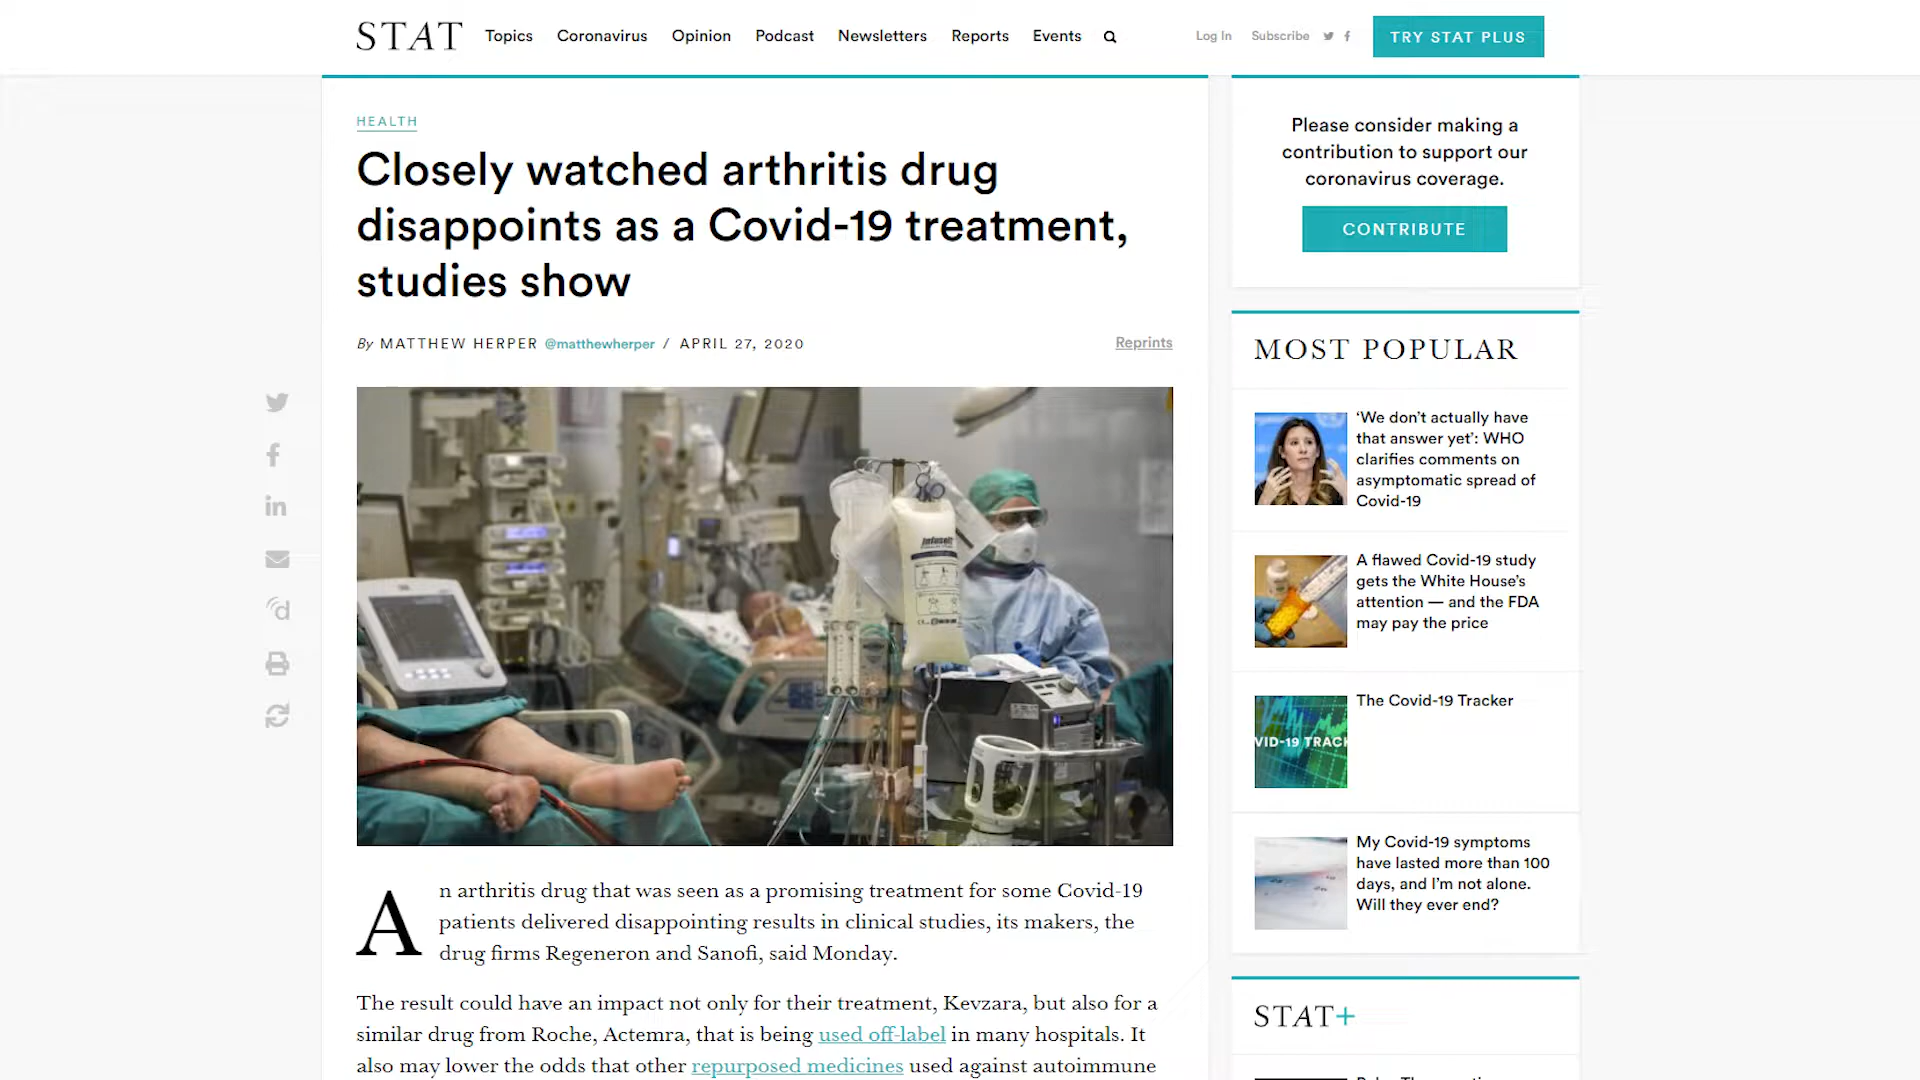 STAT Topics Coronavirus Opinion Podcast Newsletters Reports Events Log In Subscribe TRY STAT PLUS
HEALTH
Closely watched arthritis drug
disappoints as a Covid-19 treatment,
studies show
By MATTHEW HERPER @matthewherper / APRIL 27, 2020
Reprints
An arthritis drug that was seen as a promising treatment for some Covid-19
patients delivered disappointing results in clinical studies, its makers, the
drug firms Regeneron and Sanofi, said Monday.
The result could have an impact not only for their treatment, Kevzara, but also for a
similar drug from Roche, Actemra, that is being used off-label in many hospitals. It
also may lower the odds that other repurposed medicines used against autoimmune
Please consider making a
contribution to support our
coronavirus coverage.
CONTRIBUTE
MOST POPULAR
‘We don’t actually have
that answer yet’: WHO
clarifies comments on
asymptomatic spread of
Covid-19
A flawed Covid-19 study
gets the White House’s
attention — and the FDA
may pay the price
VID-19 TRACK
The Covid-19 Tracker
My Covid-19 symptoms
have lasted more than 100
days, and I’m not alone.
Will they ever end?
STAT+